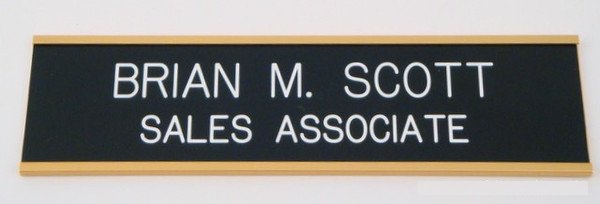 BRIAN M. SCOTT
SALES ASSOCIATE